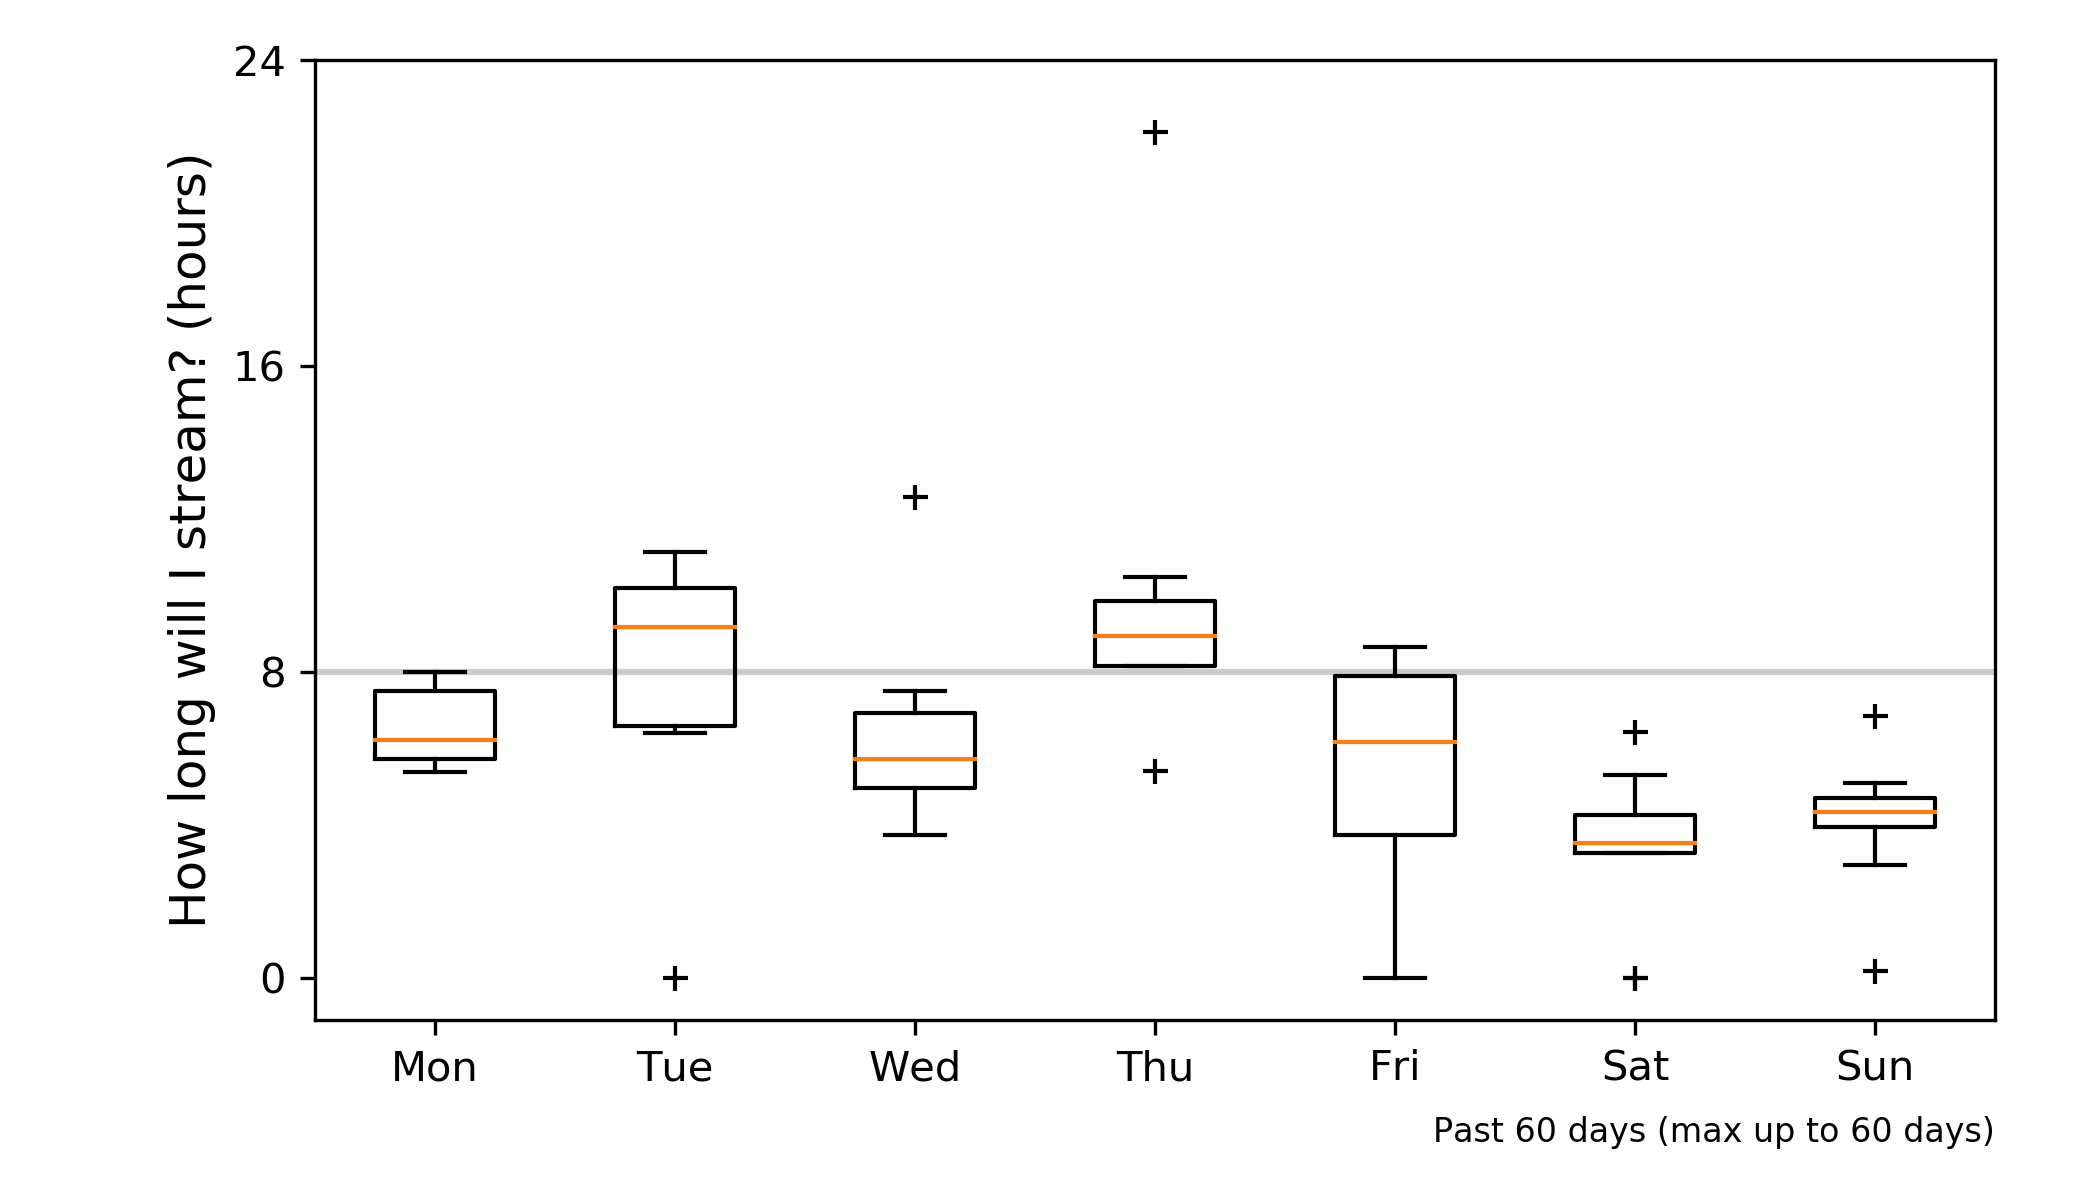 How long will I stream? (hours)
24
16
8
0
Mon Tue Wed Thu Fri Sat Sun
Past 60 days (max up to 60 days)